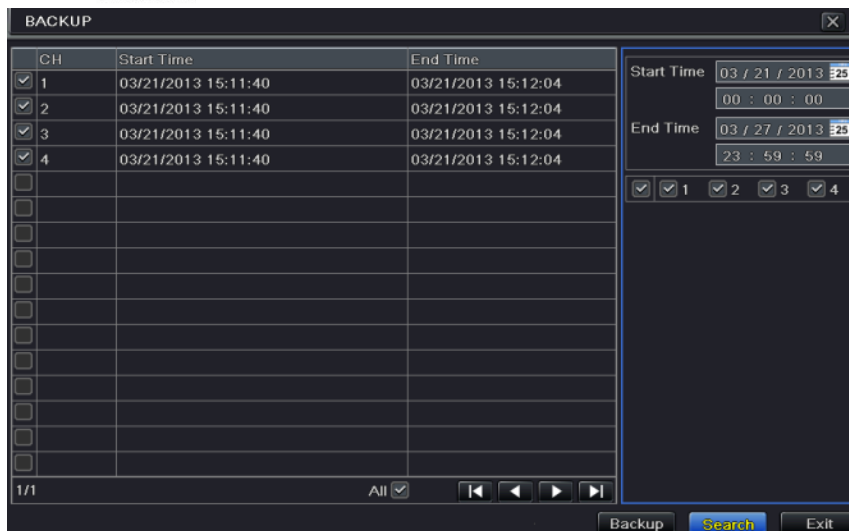 BACKUP
CH Start Time End Time
1 03/21/2013 15:11:40 03/21/2013 15:12:04
2 03/21/2013 15:11:40 03/21/2013 15:12:04
3 03/21/2013 15:11:40 03/21/2013 15:12:04
4 03/21/2013 15:11:40 03/21/2013 15:12:04
1/1 All
Start Time 03 / 21 / 2013 25
00 : 00 : 00
End Time 03 / 27 / 2013 25
23 : 59 : 59
1 2 3 4
Backup Search Exit